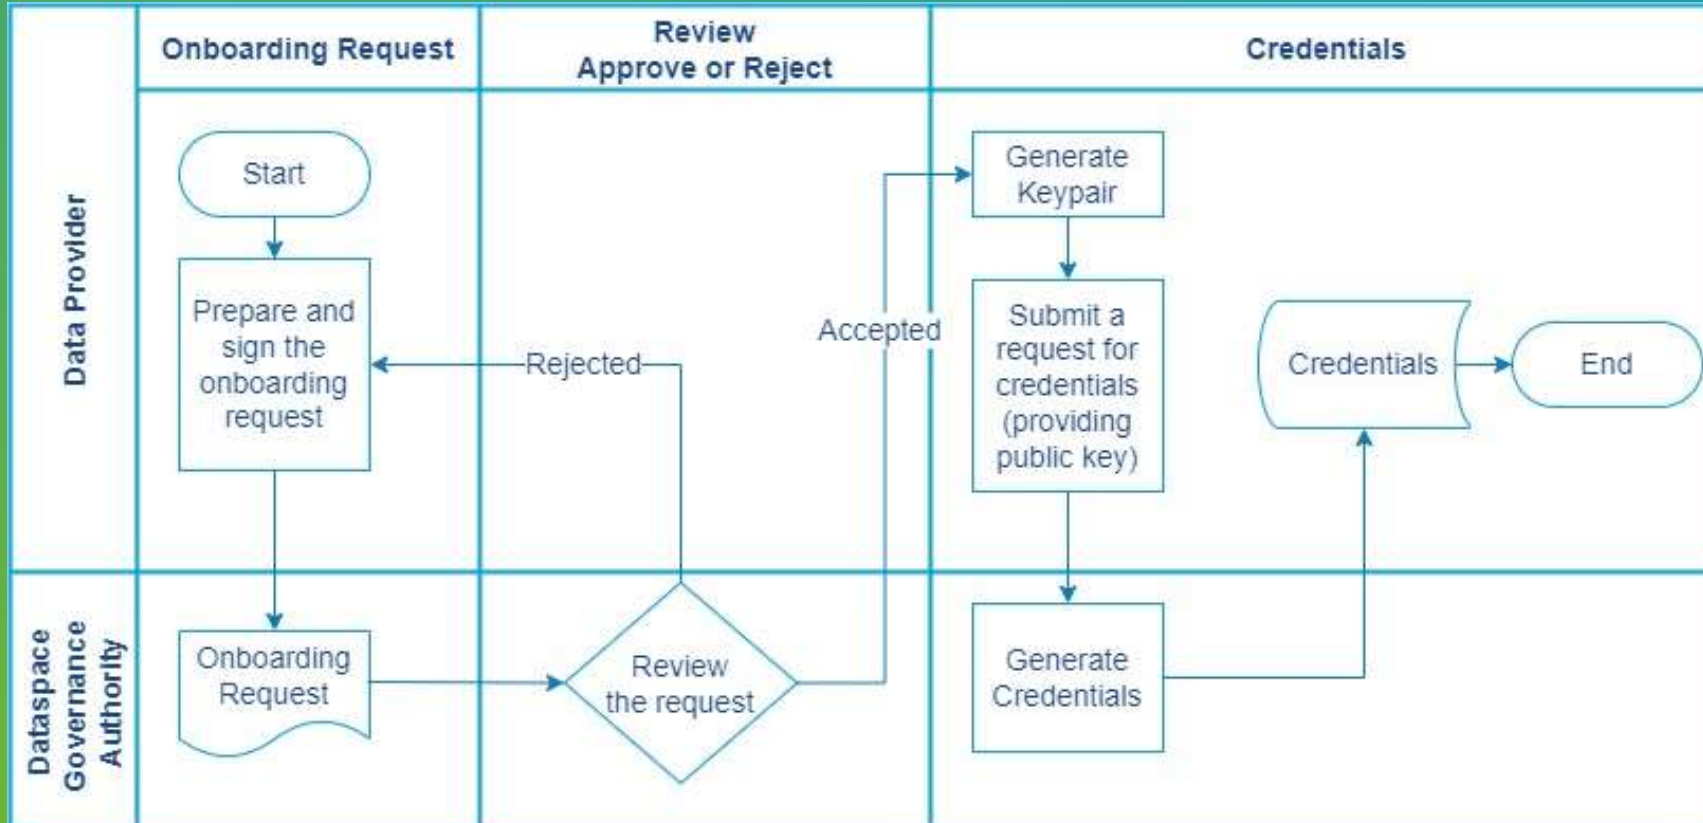 Onboarding Request
Review
Approve or Reject
Credentials
Data Provider
Start
Prepare and
sign the
onboarding
request
Rejected
Accepted
Generate
Keypair
Submit a
request for
credentials
(providing
public key)
Credentials
End
Dataspace
Governance
Authority
Onboarding
Request
Review
the request
Generate
Credentials